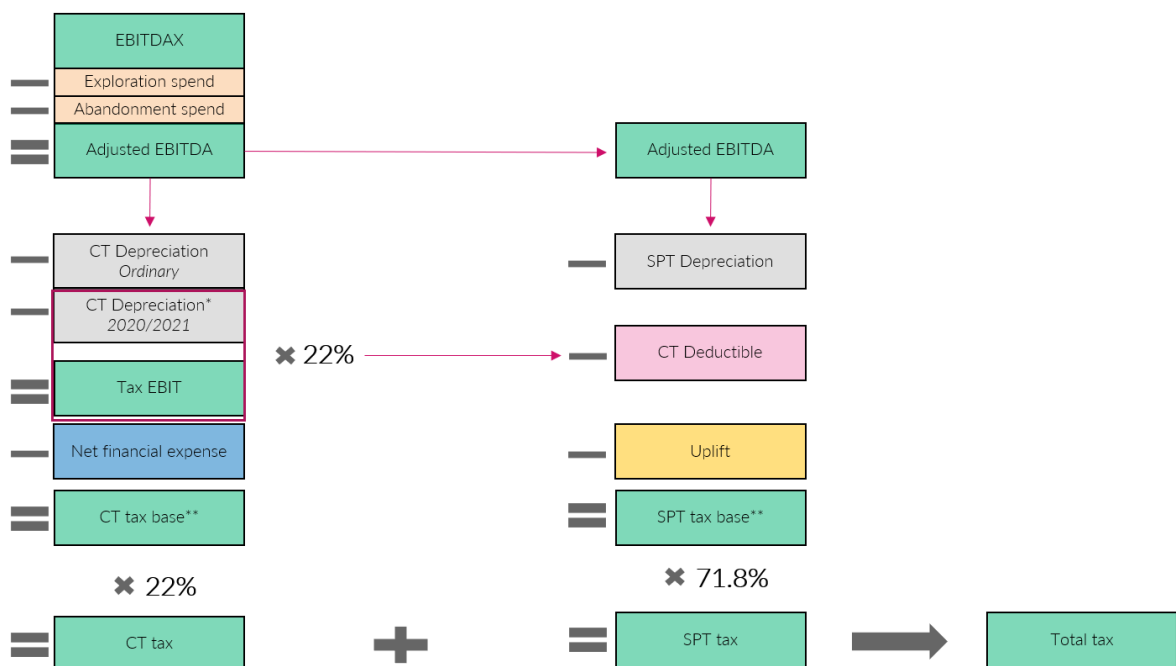 EBITDAX
Exploration spend
Abandonment spend
Adjusted EBITDA
Adjusted EBITDA
CT Depreciation
Ordinary
SPT Depreciation
CT Depreciation*
2020/2021
22%
CT Deductible
Tax EBIT
Net financial expense
Uplift
CT tax base**
SPT tax base**
22%
71.8%
CT tax
SPT tax
Total tax